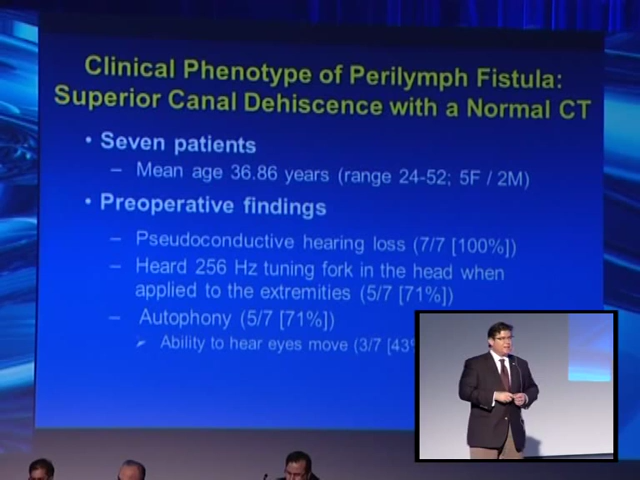 Clinical Phenotype of Perilymph Fistula:
Superior Canal Dehiscence with a Normal CT
• Seven patients
– Mean age 36.86 years (range 24-52; 5F / 2M)
• Preoperative findings
– Pseudoconductive hearing loss (7/7 [100%])
– Heard 256 Hz tuning fork in the head when
applied to the extremities (5/7 [71%])
– Autophony (5/7 [71%])
➤ Ability to hear eyes move (3/7 [43%